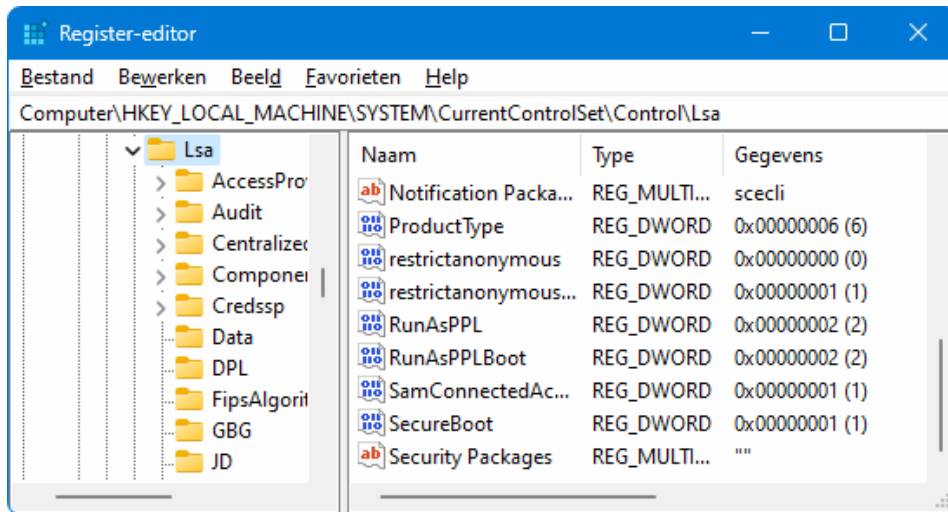 Register-editor
Bestand Bewerken Beeld Favorieten Help
Computer\HKEY_LOCAL_MACHINE\SYSTEM\CurrentControlSet\Control\Lsa
Lsa
AccessPro
Audit
Centralized
Componen
Credssp
Data
DPL
FipsAlgorit
GBG
JD
Naam Type Gegevens
Notification Packa... REG_MULTI... scecli
ProductType REG_DWORD 0x00000006 (6)
restrictanonymous REG_DWORD 0x00000000 (0)
restrictanonymous... REG_DWORD 0x00000001 (1)
RunAsPPL REG_DWORD 0x00000002 (2)
RunAsPPLBoot REG_DWORD 0x00000002 (2)
SamConnectedAc... REG_DWORD 0x00000001 (1)
SecureBoot REG_DWORD 0x00000001 (1)
Security Packages REG_MULTI... ""